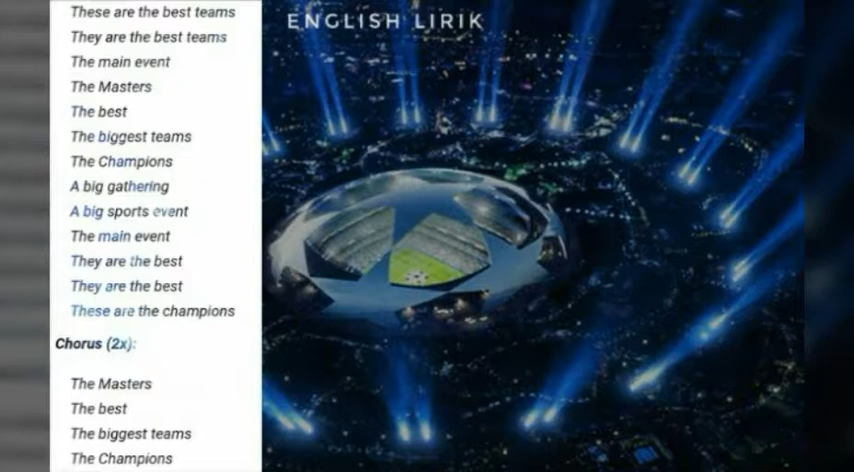 These are the best teams
They are the best teams
The main event
The Masters
The best
The biggest teams
The Champions
A big gathering
A big sports event
The main event
They are the best
They are the best
These are the champions
Chorus (2x):
The Masters
The best
The biggest teams
The Champions
ENGLISH LIRIK